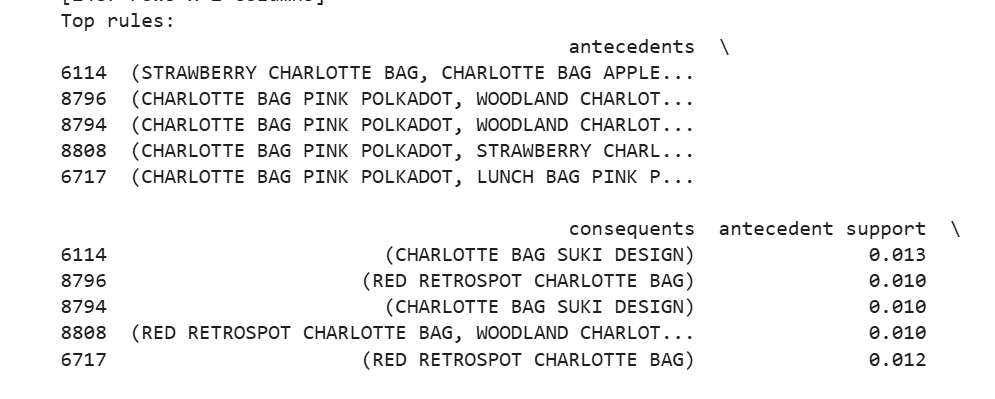 Top rules:
antecedents \
6114 (STRAWBERRY CHARLOTTE BAG, CHARLOTTE BAG APPLE...
8796 (CHARLOTTE BAG PINK POLKADOT, WOODLAND CHARLOT...
8794 (CHARLOTTE BAG PINK POLKADOT, WOODLAND CHARLOT...
8808 (CHARLOTTE BAG PINK POLKADOT, STRAWBERRY CHARL...
6717 (CHARLOTTE BAG PINK POLKADOT, LUNCH BAG PINK P...
consequents antecedent support \
6114 (CHARLOTTE BAG SUKI DESIGN) 0.013
8796 (RED RETROSPOT CHARLOTTE BAG) 0.010
8794 (CHARLOTTE BAG SUKI DESIGN) 0.010
8808 (RED RETROSPOT CHARLOTTE BAG, WOODLAND CHARLOT... 0.010
6717 (RED RETROSPOT CHARLOTTE BAG) 0.012